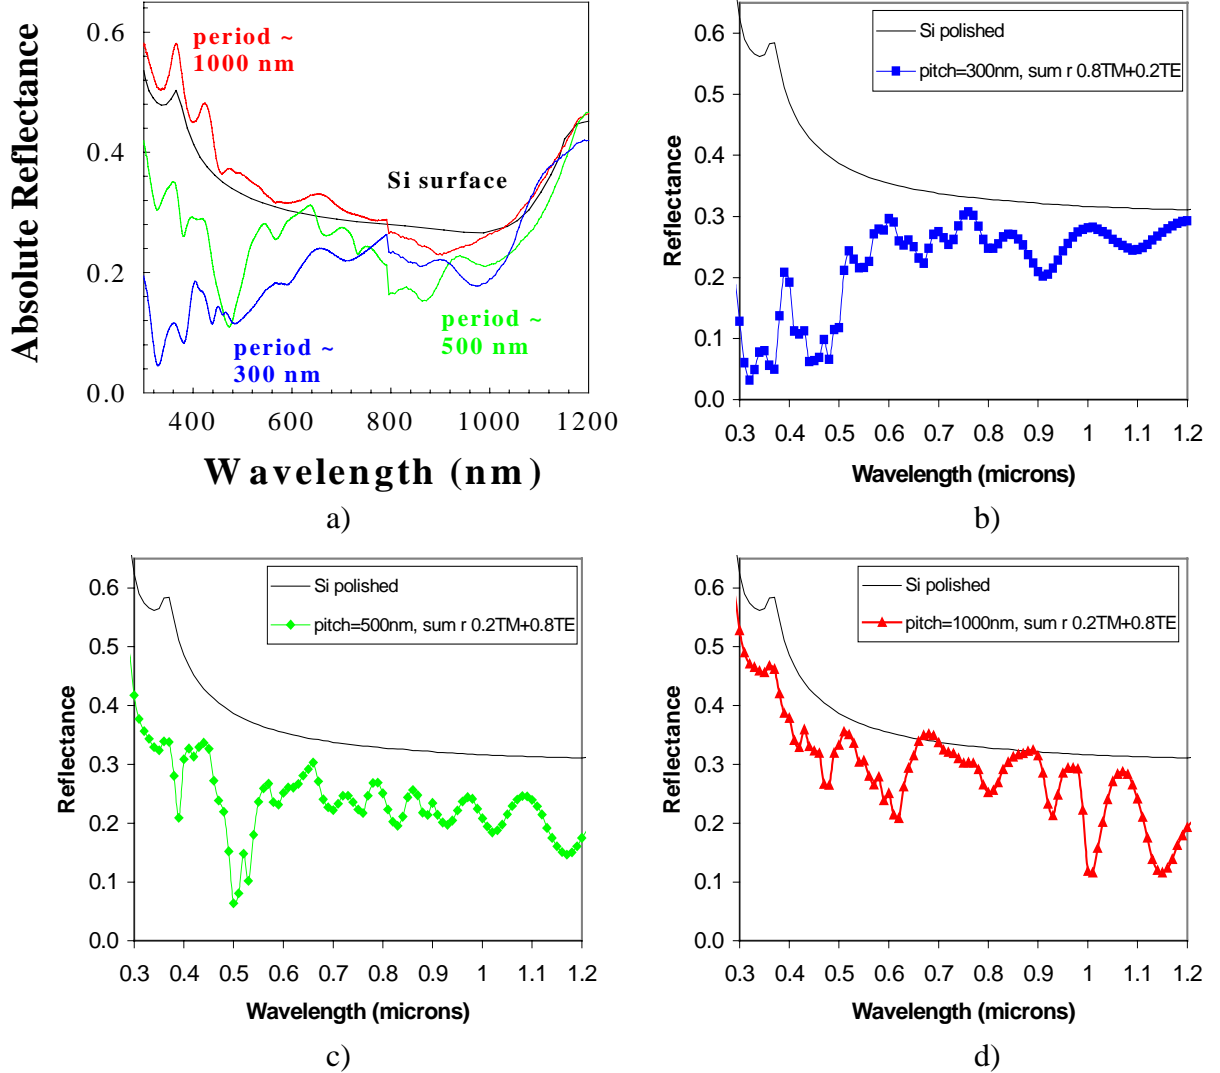 Absolute Reflectance
0.6
0.4
0.2
0.0
period ~
1000 nm
Si surface
period ~
500 nm
period ~
300 nm
400 600 800 1000 1200
Wavelength (nm)
a)
Reflectance
0.6
0.5
0.4
0.3
0.2
0.1
0.0
Si polished
pitch=300nm, sum r 0.8TM+0.2TE
0.3 0.4 0.5 0.6 0.7 0.8 0.9 1 1.1 1.2
Wavelength (microns)
b)
Reflectance
0.6
0.5
0.4
0.3
0.2
0.1
0.0
Si polished
pitch=500nm, sum r 0.2TM+0.8TE
0.3 0.4 0.5 0.6 0.7 0.8 0.9 1 1.1 1.2
Wavelength (microns)
c)
Reflectance
0.6
0.5
0.4
0.3
0.2
0.1
0.0
Si polished
pitch=1000nm, sum r 0.2TM+0.8TE
0.3 0.4 0.5 0.6 0.7 0.8 0.9 1 1.1 1.2
Wavelength (microns)
d)